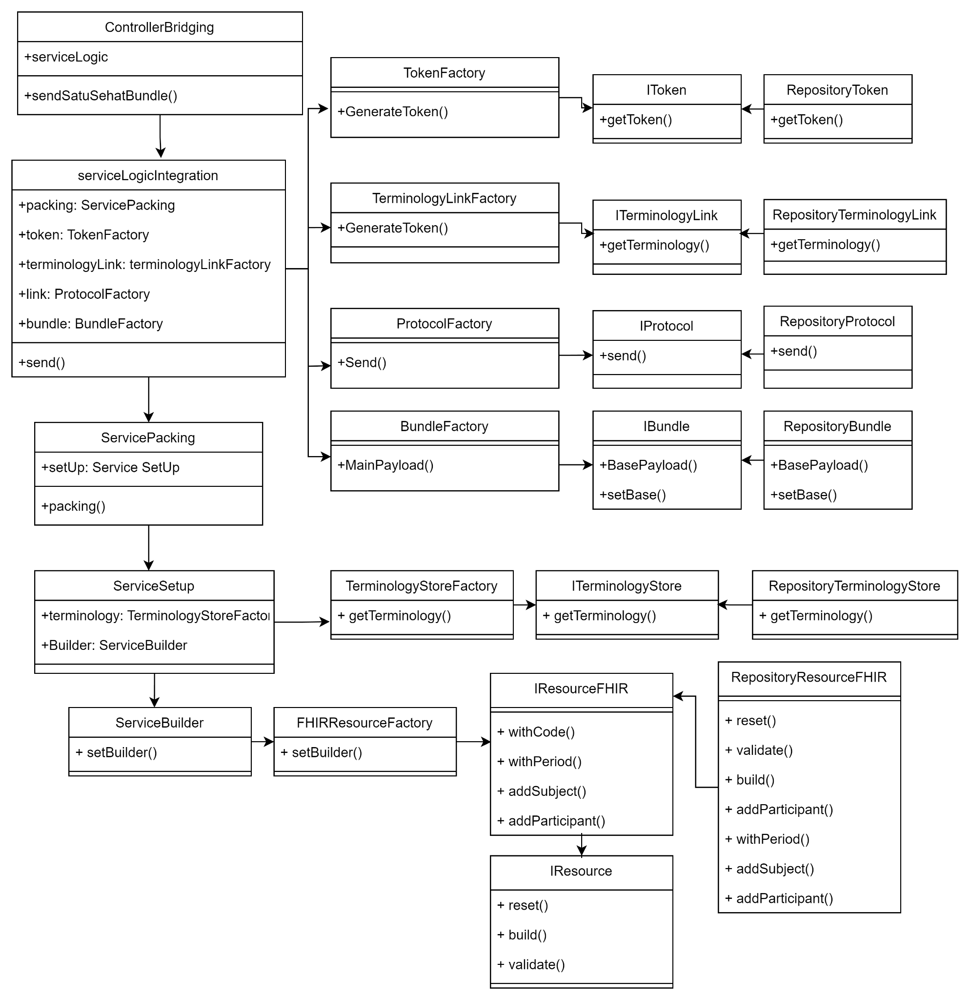 ControllerBridging
+serviceLogic
+sendSatuSehatBundle()
serviceLogicIntegration
+packing: ServicePacking
+token: TokenFactory
+terminologyLink: terminologyLinkFactory
+link: ProtocolFactory
+bundle: BundleFactory
+send()
TokenFactory
+GenerateToken()
IToken
+getToken()
RepositoryToken
+getToken()
TerminologyLinkFactory
+GenerateToken()
ITerminologyLink
+getTerminology()
RepositoryTerminologyLink
+getTerminology()
ProtocolFactory
+Send()
IProtocol
+send()
RepositoryProtocol
+send()
BundleFactory
+MainPayload()
IBundle
+BasePayload()
+setBase()
RepositoryBundle
+BasePayload()
+setBase()
ServicePacking
+setUp: Service SetUp
+packing()
ServiceSetup
+terminology: TerminologyStoreFactor
+Builder: ServiceBuilder
TerminologyStoreFactory
+ getTerminology()
ITerminologyStore
+ getTerminology()
RepositoryTerminologyStore
+ getTerminology()
ServiceBuilder
+ setBuilder()
FHIRResourceFactory
+ setBuilder()
IResourceFHIR
+ withCode()
+ withPeriod()
+ addSubject()
+ addParticipant()
RepositoryResourceFHIR
+ reset()
+ validate()
+ build()
+ addParticipant()
+ withPeriod()
+ addSubject()
+ addParticipant()
IResource
+ reset()
+ build()
+ validate()